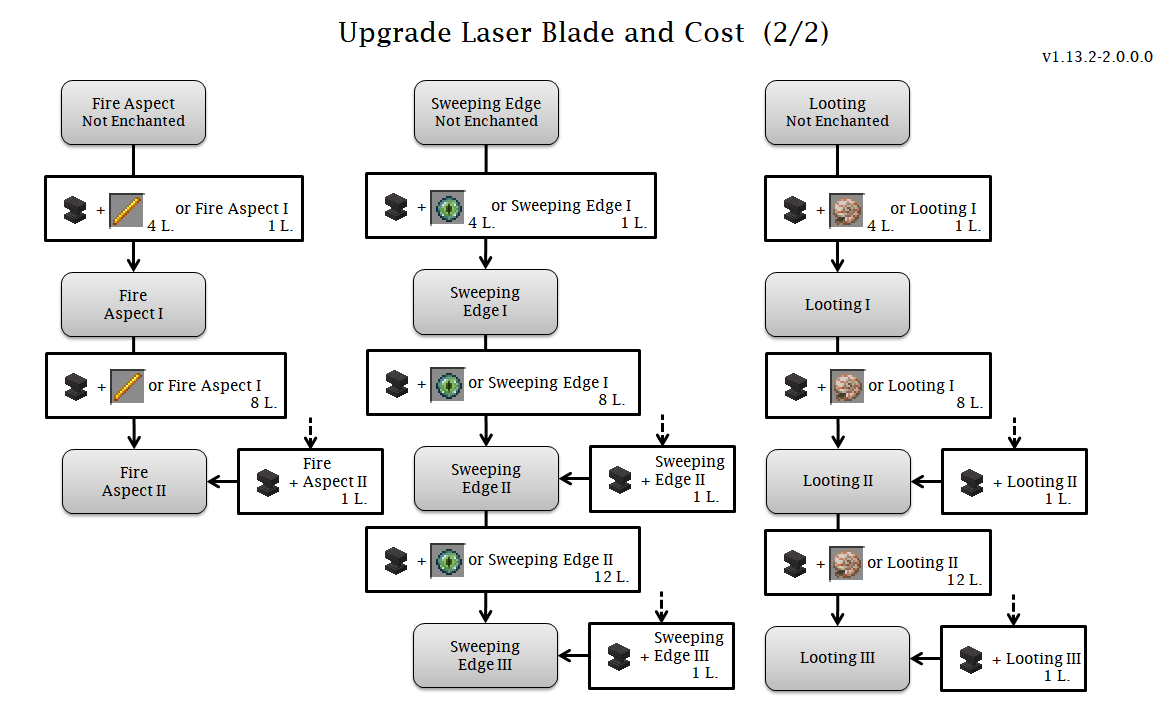 Upgrade Laser Blade and Cost (2/2)
v1.13.2-2.0.0.0
Fire Aspect
Not Enchanted
+ 4 L. or Fire Aspect I
1 L.
Fire
Aspect I
+ or Fire Aspect I
8 L.
Fire
Aspect II
Fire
+ Aspect II
1 L.
Sweeping Edge
Not Enchanted
+ 4 L. or Sweeping Edge I
1 L.
Sweeping
Edge I
+ or Sweeping Edge I
8 L.
Sweeping
Edge II
Sweeping
+ Edge II
1 L.
+ or Sweeping Edge II
12 L.
Sweeping
Edge III
Sweeping
+ Edge III
1 L.
Looting
Not Enchanted
+ 4 L. or Looting I
1 L.
Looting I
+ or Looting I
8 L.
Looting II
+ Looting II
1 L.
+ or Looting II
12 L.
Looting III
+ Looting III
1 L.